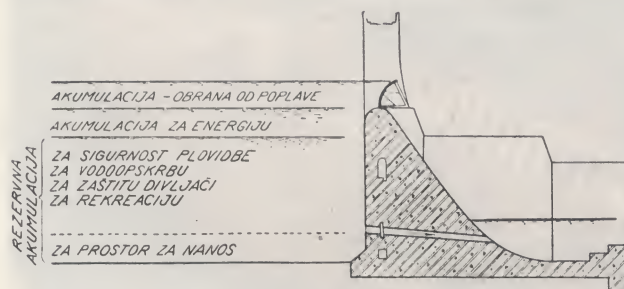 AKUMULACIJA - OBRANA OD POPLAVE
AKUMULACIJA ZA ENERGIJU
REZERVNA
AKUMULACIJA
ZA SIGURNOST PLOVIDBE
ZA VODOOPSKRBU
ZA ZAŠTITU DIVLJAČI
ZA REKREACIJU
ZA PROSTOR ZA NANOS